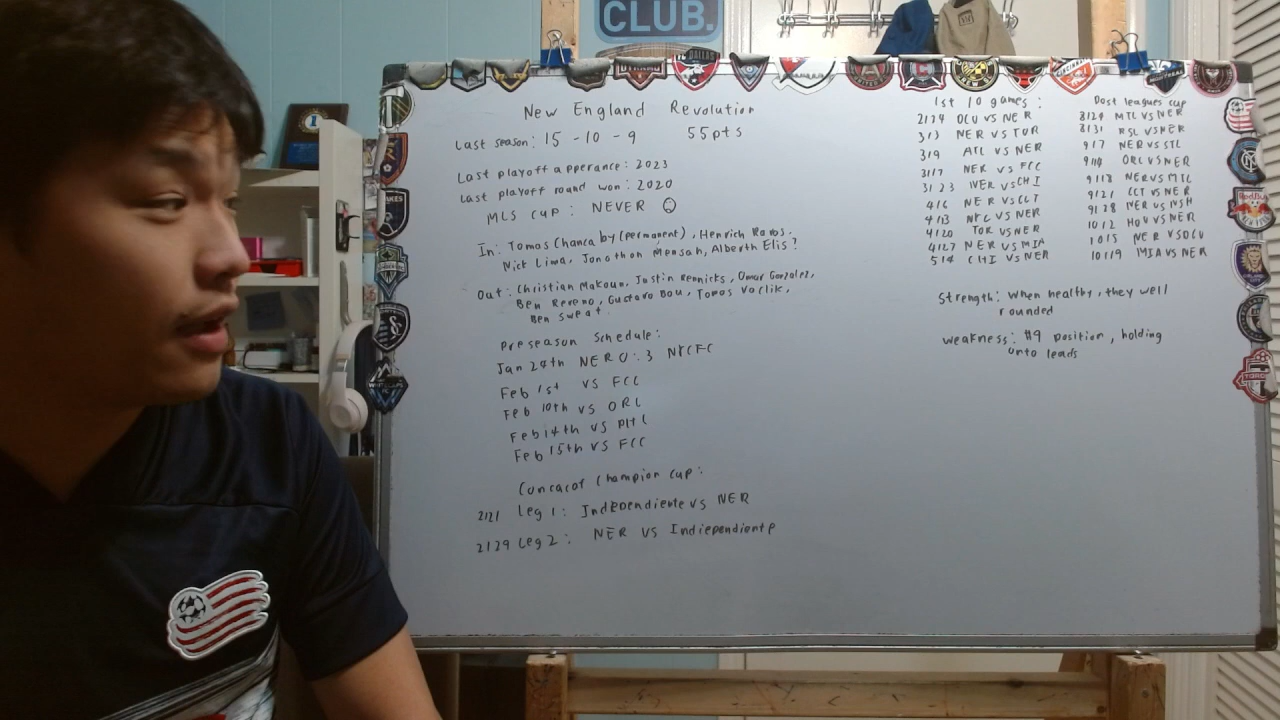 CLUB.
New England Revolution
Last season: 15 -10 - 9 55pts
Last playoff apperance: 2023
Last playoff round won: 2020
MLS CUP: NEVER
In: Tomas Chancalby (permanent), Henrich Ravas,
Nick Lima, Jonathon Mensah, Alberth Elis?
Out: Christian Makoun, Justin Rennicks, Omar Gonzalez,
Ben Reveno, Gustavo Bou, Tomas Vaclik,
Ben Sweat.
Preseason Schedule:
Jan 28th NER 0:3 NYCFC
Feb 1st vs FCC
Feb 10th vs ORL
Feb 14th vs
Feb 15th vs FCC
Concacaf Champion Cup:
2/21 Leg 1: Independiente vs NER
2/29 Leg 2: NER VS Indiependiente
1st 10 games:
2/24 DCU vs NER
3/3 NER VS TOR
3/9 ATL VS NER
3/17 NER vs FCC
3/23 NER VS CHI
4/6 NER VS CLT
4/13 NYC VS NER
4/20 TOR VS NER
4/27 NER VS MIA
5/4 CHI VS NER
Post leagues cup
8/24 MTL VS NER
8/31 RSL VS NER
9/7 NER VS STL
ORL VS NER
9/18 NER VS MTL
9/21 CLT VS NER
9/28 NER VS NSH
10/2 HOU VS NER
10/5 NER VS DCU
10/19 MIA VS NER
Strength: When healthy, they well
rounded
Weakness: #9 position, holding
onto leads